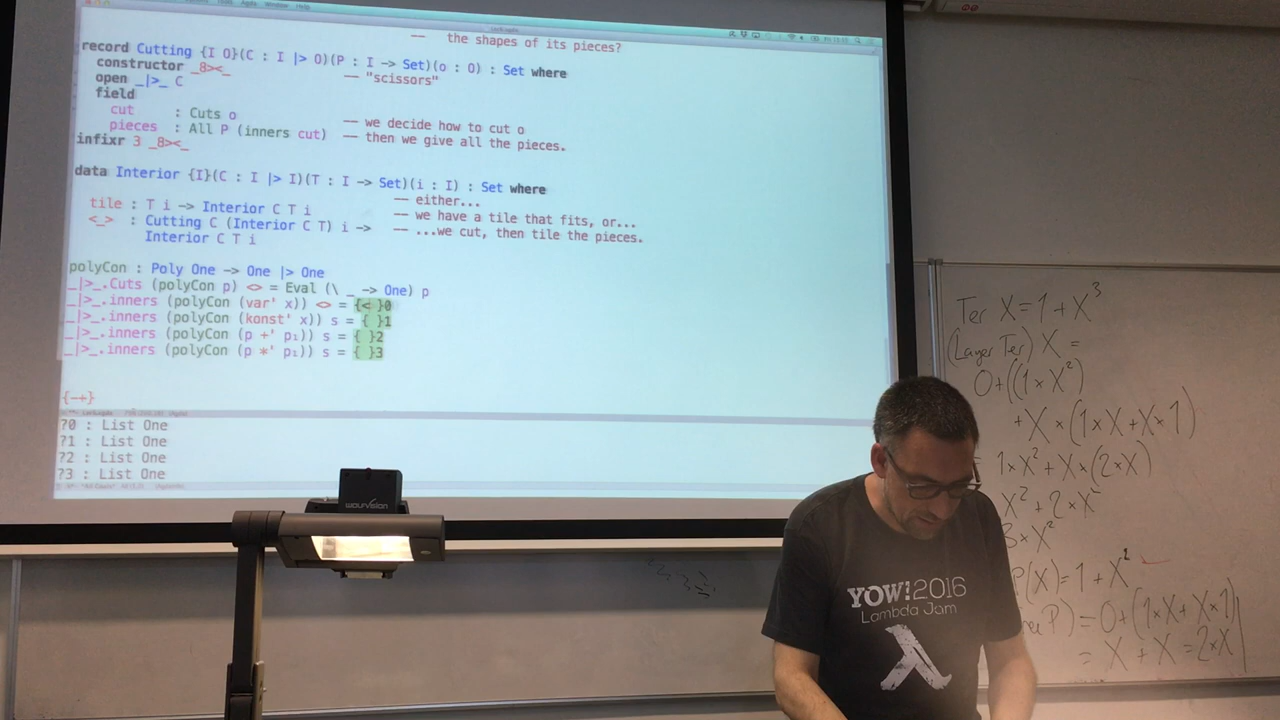 -- the shapes of its pieces?
record Cutting {I O}(C : I |> O)(P : I -> Set)(o : O) : Set where
constructor _8><_ -- "scissors"
open _|>_ C
field
cut : Cuts o -- we decide how to cut o
pieces : All P (inners cut) -- then we give all the pieces.
infixr 3 _8><_
data Interior {I}(C : I |> I)(T : I -> Set)(i : I) : Set where
-- either...
tile : T i -> Interior C T i -- we have a tile that fits, or...
<_> : Cutting C (Interior C T) i -> -- ...we cut, then tile the pieces.
Interior C T i
polyCon : Poly One -> One |> One
_|>_.Cuts (polyCon p) <> = Eval (\ _ -> One) p
_|>_.inners (polyCon (var' x)) <> = {< }0
_|>_.inners (polyCon (konst' x)) s = { }1
_|>_.inners (polyCon (p +' p₁)) s = { }2
_|>_.inners (polyCon (p *' p₁)) s = { }3
{-+}
?0 : List One
?1 : List One
?2 : List One
?3 : List One
wolfvision
YOW! 2016
Lambda Jam
λ
Ter X = 1 + X³
(Layer Ter) X =
0 + ((1 × X²)
+ X × (1 × X + X × 1)
= 1 × X² + X × (2 × X)
X² + 2 × X²
3 × X²
P(X) = 1 + X²
P) = 0 + (1 × X + X × 1)
= X + X = 2 × X